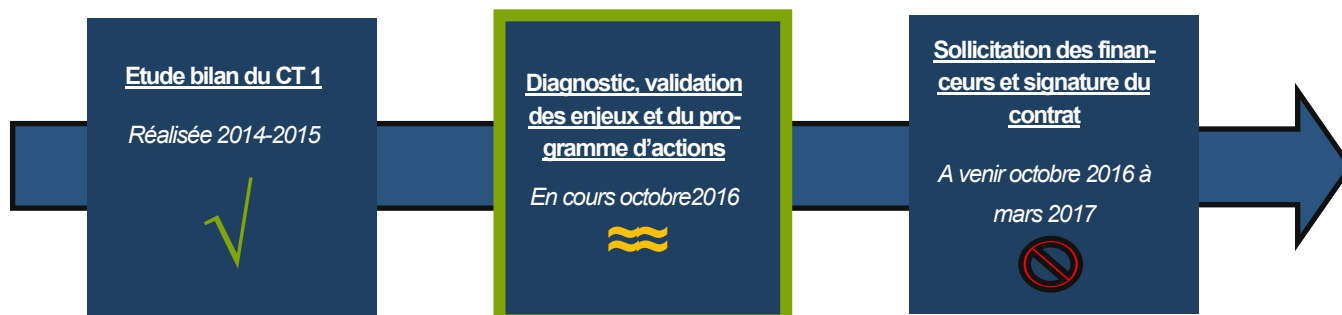 Etude bilan du CT 1
Réalisée 2014-2015
√
Diagnostic, validation
des enjeux et du pro-
gramme d'actions
En cours octobre2016
≈≈
Sollicitation des finan-
ceurs et signature du
contrat
A venir octobre 2016 à
mars 2017